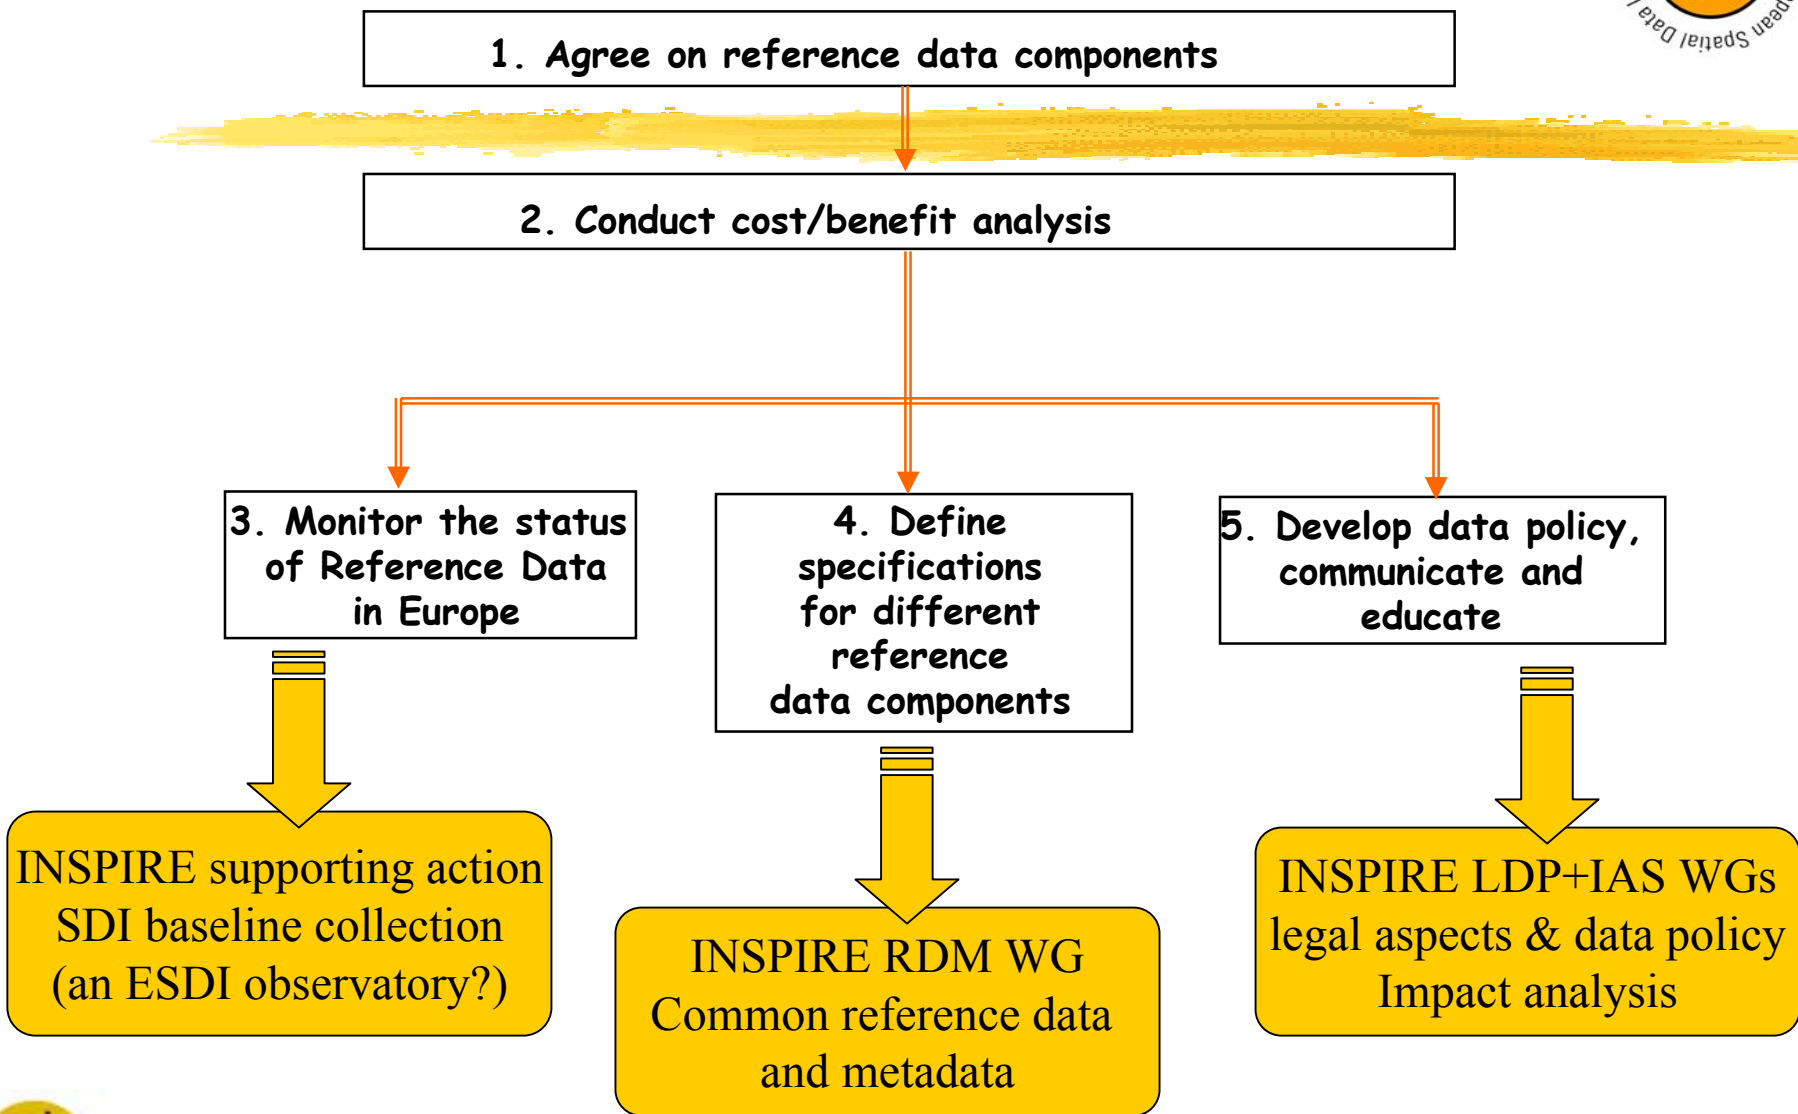 pean Spatial Data I
1. Agree on reference data components
2. Conduct cost/benefit analysis
3. Monitor the status
of Reference Data
in Europe
4. Define
specifications
for different
reference
data components
5. Develop data policy,
communicate and
educate
INSPIRE supporting action
SDI baseline collection
(an ESDI observatory?)
INSPIRE RDM WG
Common reference data
and metadata
INSPIRE LDP+IAS WGs
legal aspects & data policy
Impact analysis